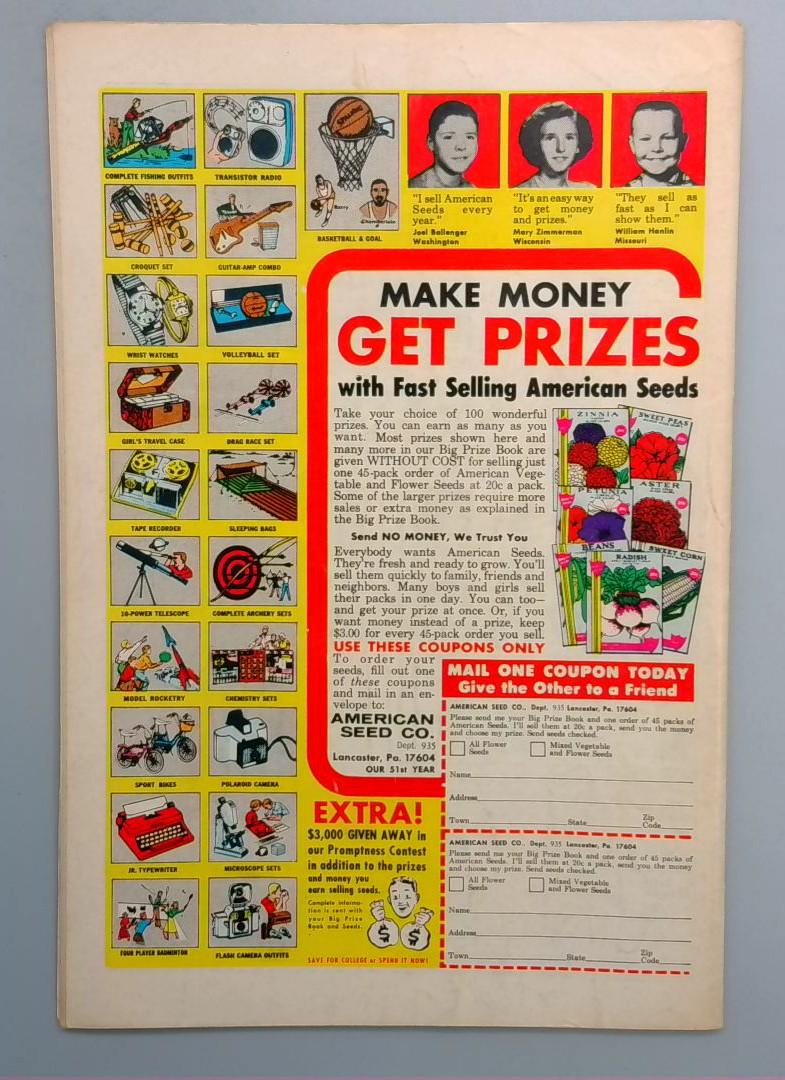 COMPLETE FISHING OUTFITS
TRANSISTOR RADIO
SPALDING
Barry
Chamberlain
BASKETBALL & GOAL
CROQUET SET
GUITAR-AMP COMBO
WRIST WATCHES
VOLLEYBALL SET
GIRL'S TRAVEL CASE
DRAG RACE SET
TAPE RECORDER
SLEEPING BAGS
10-POWER TELESCOPE
COMPLETE ARCHERY SETS
MODEL ROCKETRY
CHEMISTRY SETS
SPORT BIKES
POLAROID CAMERA
JR. TYPEWRITER
MICROSCOPE SETS
FOUR PLAYER BADMINTON
FLASH CAMERA OUTFITS
"I sell American
Seeds every
year."
Joel Ballenger
Washington
"It's an easy way
to get money
and prizes."
Mary Zimmerman
Wisconsin
"They sell as
fast as I can
show them."
William Hanlin
Missouri
MAKE MONEY
GET PRIZES
with Fast Selling American Seeds
Take your choice of 100 wonderful
prizes. You can earn as many as you
want. Most prizes shown here and
many more in our Big Prize Book are
given WITHOUT COST for selling just
one 45-pack order of American Vege-
table and Flower Seeds at 20c a pack.
Some of the larger prizes require more
sales or extra money as explained in
the Big Prize Book.
Send NO MONEY, We Trust You
Everybody wants American Seeds.
They're fresh and ready to grow. You'll
sell them quickly to family, friends and
neighbors. Many boys and girls sell
their packs in one day. You can too—
and get your prize at once. Or, if you
want money instead of a prize, keep
$3.00 for every 45-pack order you sell.
USE THESE COUPONS ONLY
To order your
seeds, fill out one
of these coupons
and mail in an en-
velope to:
AMERICAN
SEED CO.
Dept. 935
Lancaster, Pa. 17604
OUR 51st YEAR
ZINNIA
SWEET PEAS
PETUNIA
ASTER
BEANS
RADISH
SWEET CORN
MAIL ONE COUPON TODAY
Give the Other to a Friend
AMERICAN SEED CO., Dept. 935 Lancaster, Pa. 17604
Please send me your Big Prize Book and one order of 45 packs of
American Seeds. I'll sell them at 20c a pack, send you the money
and choose my prize. Send seeds checked.
All Flower
Seeds
Mixed Vegetable
and Flower Seeds
Name
Address
Town State Zip
Code
AMERICAN SEED CO., Dept. 935 Lancaster, Pa. 17604
Please send me your Big Prize Book and one order of 45 packs of
American Seeds. I'll sell them at 20c a pack, send you the money
and choose my prize. Send seeds checked.
All Flower
Seeds
Mixed Vegetable
and Flower Seeds
Name
Address
Town State Zip
Code
EXTRA!
$3,000 GIVEN AWAY in
our Promptness Contest
in addition to the prizes
and money you
earn selling seeds.
Complete informa-
tion is sent with
your Big Prize
Book and Seeds.
$ $
SAVE FOR COLLEGE or SPEND IT NOW!